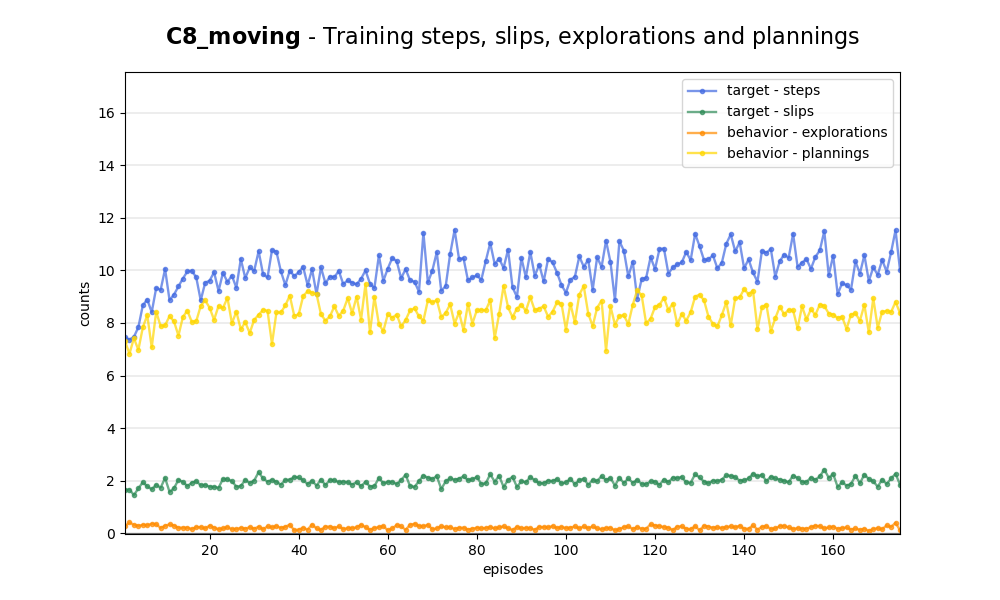 C8_moving - Training steps, slips, explorations and plannings
target - steps
target - slips
behavior - explorations
behavior - plannings
counts
16
14
12
10
8
6
4
2
0
20 40 60 80 100 120 140 160
episodes